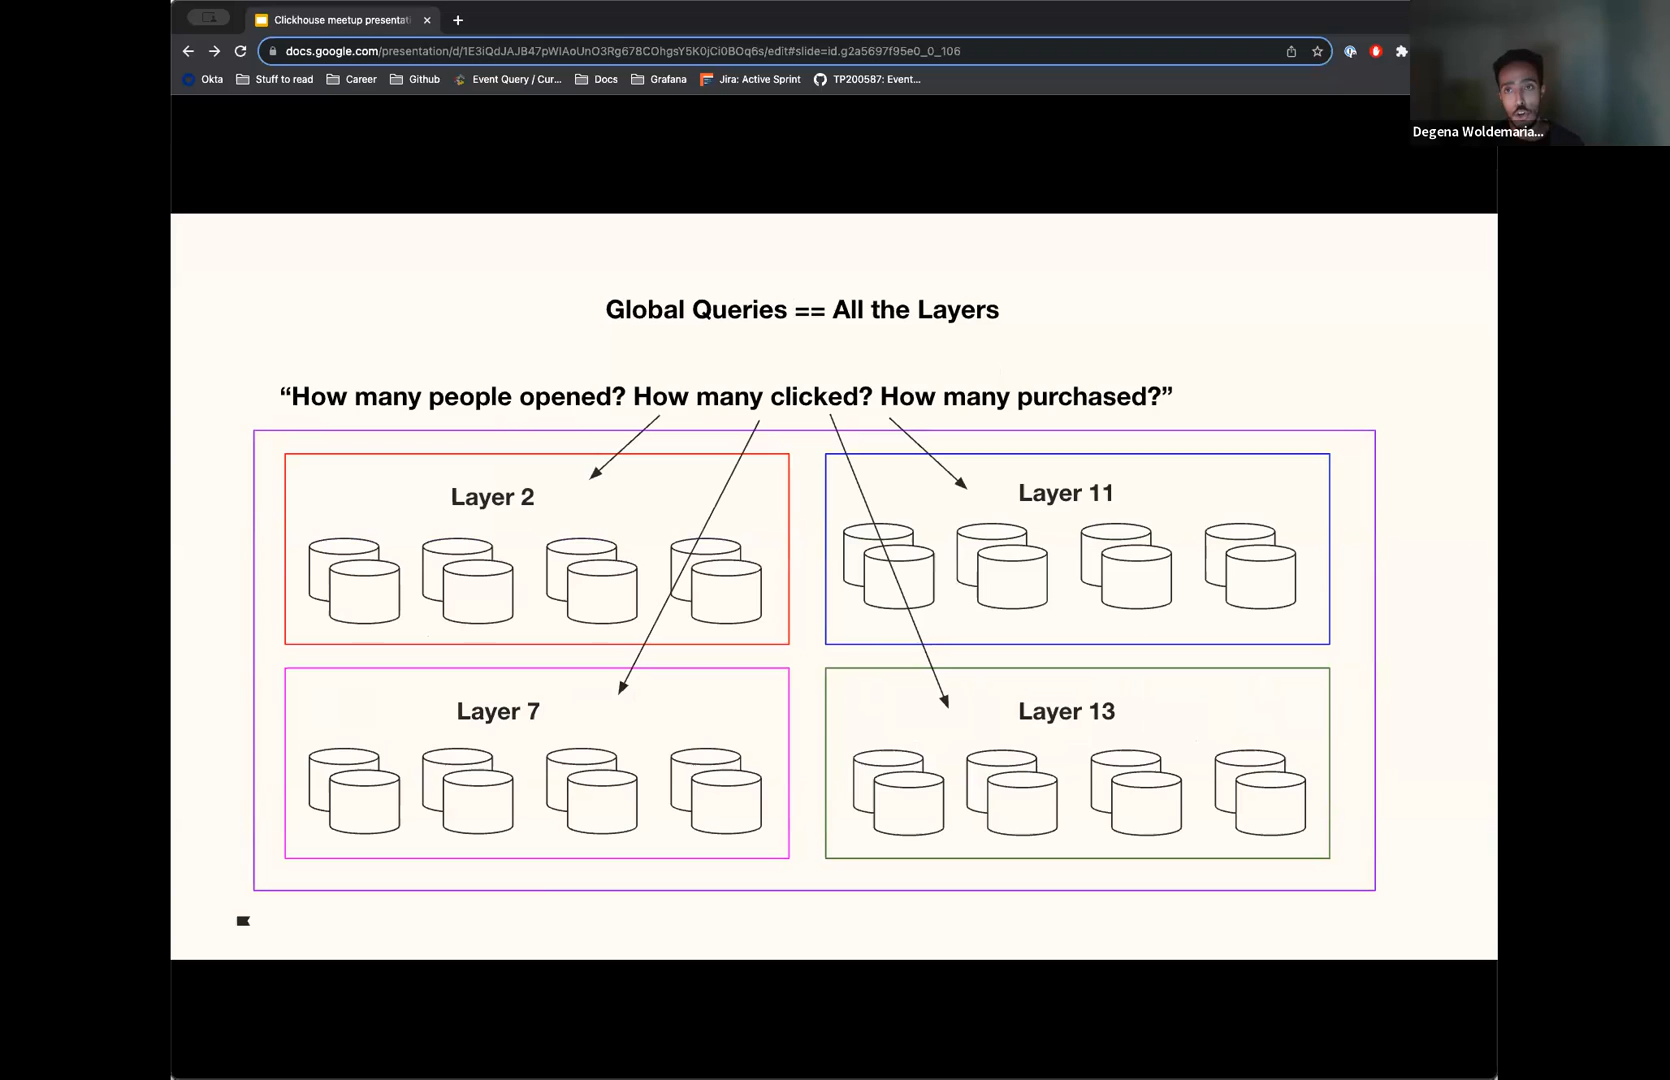 Clickhouse meetup presentati
docs.google.com/presentation/d/1E3iQdJAJB47pWIAoUnO3Rg678COhgsY5K0jCi0BOq6s/edit#slide=id.g2a5697f95e0_0_106
Okta Stuff to read Career Github Event Query / Cur... Docs Grafana Jira: Active Sprint TP200587: Event...
Degena Woldemaria...
Global Queries == All the Layers
“How many people opened? How many clicked? How many purchased?”
Layer 2
Layer 11
Layer 7
Layer 13